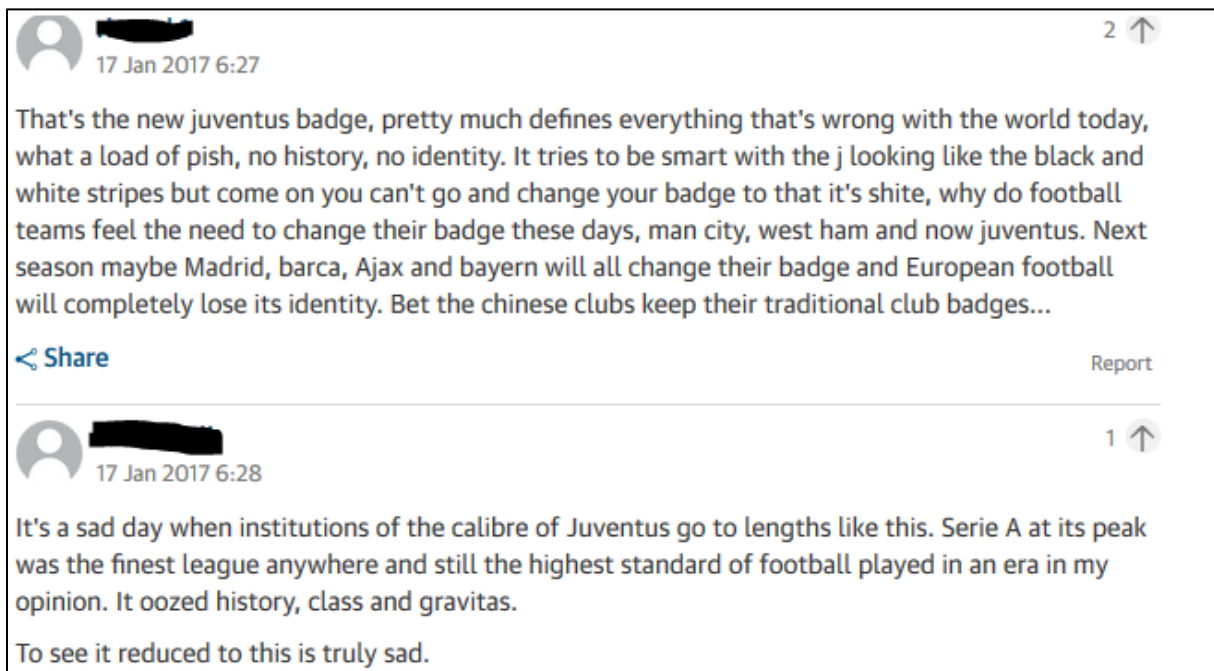 2
17 Jan 2017 6:27
That's the new juventus badge, pretty much defines everything that's wrong with the world today,
what a load of pish, no history, no identity. It tries to be smart with the j looking like the black and
white stripes but come on you can't go and change your badge to that it's shite, why do football
teams feel the need to change their badge these days, man city, west ham and now juventus. Next
season maybe Madrid, barca, Ajax and bayern will all change their badge and European football
will completely lose its identity. Bet the chinese clubs keep their traditional club badges...
Share
Report
1
17 Jan 2017 6:28
It's a sad day when institutions of the calibre of Juventus go to lengths like this. Serie A at its peak
was the finest league anywhere and still the highest standard of football played in an era in my
opinion. It oozed history, class and gravitas.
To see it reduced to this is truly sad.